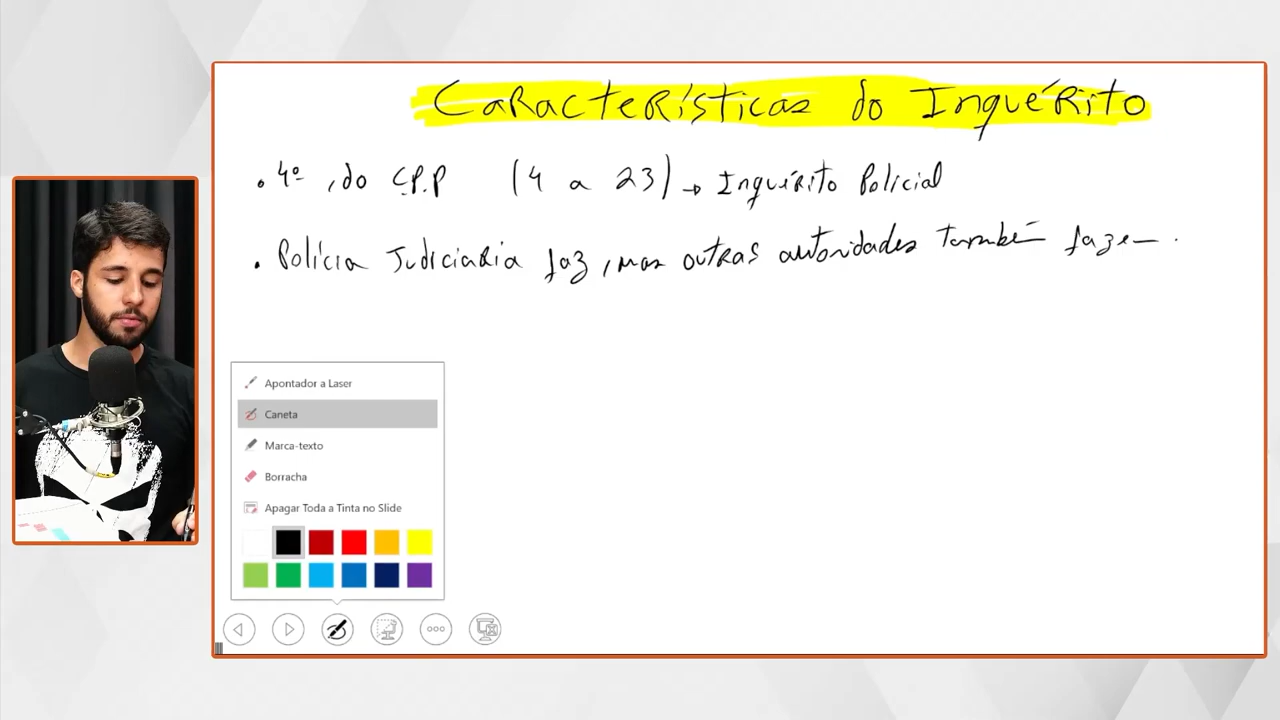 Características do Inquérito
• 4º, do C.P.P (4 a 23) → Inquérito Policial
• Polícia Judiciária faz, mas outras autoridades também fazem.
Apontador a Laser
Caneta
Marca-texto
Borracha
Apagar Toda a Tinta no Slide